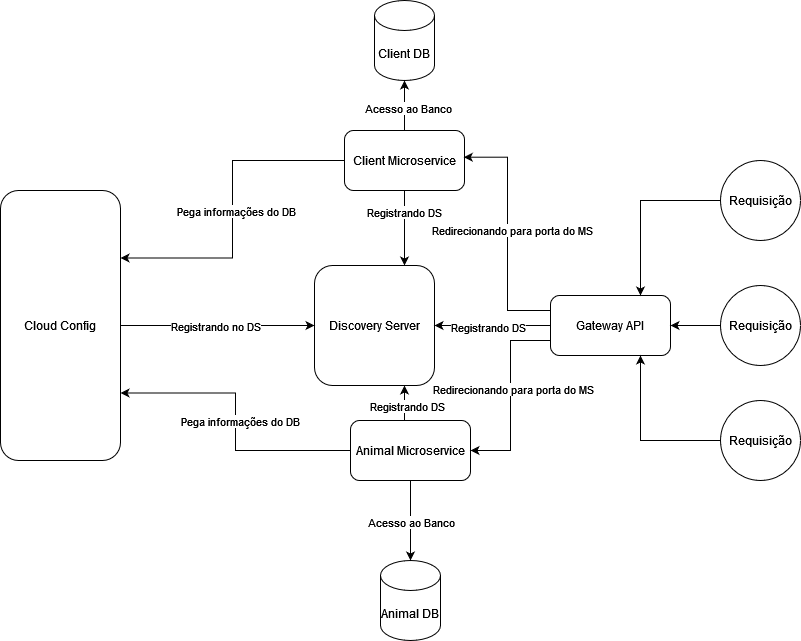 Client DB
Acesso ao Banco
Client Microservice
Requisição
Pega informações do DB
Registrando DS
Redirecionando para porta do MS
Cloud Config
Registrando no DS
Discovery Server
Registrando DS
Gateway API
Requisição
Redirecionando para porta do MS
Registrando DS
Pega informações do DB
Animal Microservice
Requisição
Acesso ao Banco
Animal DB